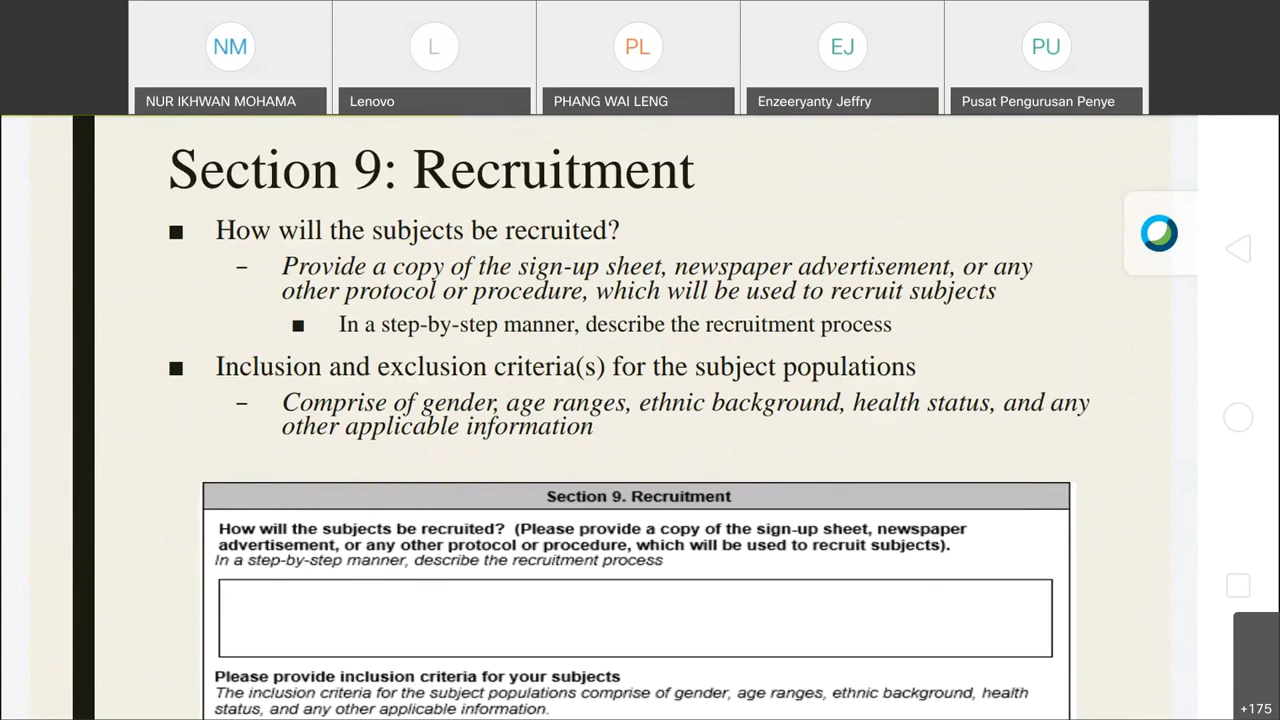 NM
L
PL
EJ
PU
NUR IKHWAN MOHAMA
Lenovo
PHANG WAI LENG
Enzeeryanty Jeffry
Pusat Pengurusan Penye
Section 9: Recruitment
■ How will the subjects be recruited?
– Provide a copy of the sign-up sheet, newspaper advertisement, or any
other protocol or procedure, which will be used to recruit subjects
■ In a step-by-step manner, describe the recruitment process
■ Inclusion and exclusion criteria(s) for the subject populations
– Comprise of gender, age ranges, ethnic background, health status, and any
other applicable information
Section 9. Recruitment
How will the subjects be recruited? (Please provide a copy of the sign-up sheet, newspaper
advertisement, or any other protocol or procedure, which will be used to recruit subjects).
In a step-by-step manner, describe the recruitment process
Please provide inclusion criteria for your subjects
The inclusion criteria for the subject populations comprise of gender, age ranges, ethnic background, health
status, and any other applicable information.
+175